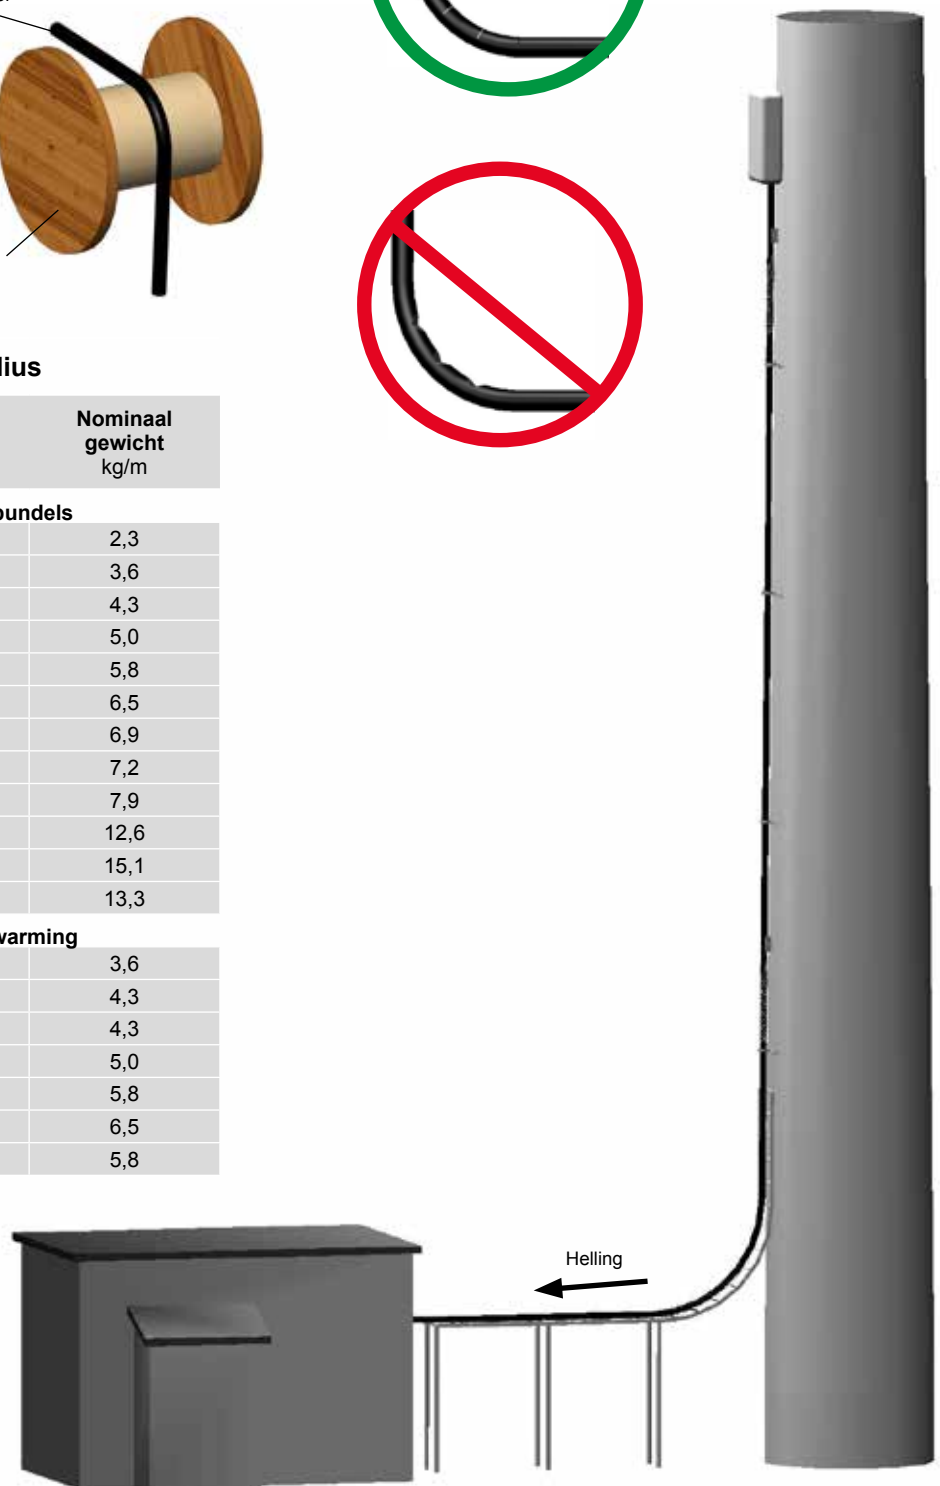 dius
Nominaal
gewicht
kg/m
bundels
2,3
3,6
4,3
5,0
5,8
6,5
6,9
7,2
7,9
12,6
15,1
13,3
warming
3,6
4,3
4,3
5,0
5,8
6,5
5,8
Helling